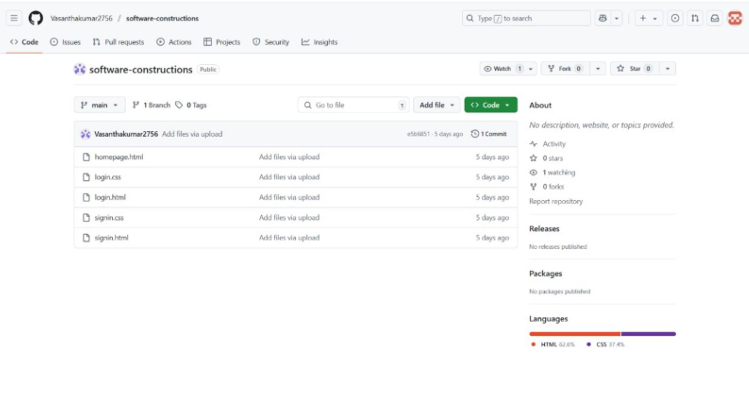 Vasanthakumar2756 / software-constructions
Type / to search
Code Issues Pull requests Actions Projects Security Insights
software-constructions Public
Watch 1 Fork 0 Star 0
main 1 Branch 0 Tags Go to file t Add file Code
Vasanthakumar2756 Add files via upload 5 days ago 1 Commit
homepage.html Add files via upload 5 days ago
login.css Add files via upload 5 days ago
login.html Add files via upload 5 days ago
signin.css Add files via upload 5 days ago
signin.html Add files via upload 5 days ago
About
No description, website, or topics provided.
Activity
0 stars
1 watching
0 forks
Report repository
Releases
No releases published
Packages
No packages published
Languages
HTML 62.6% CSS 37.4%